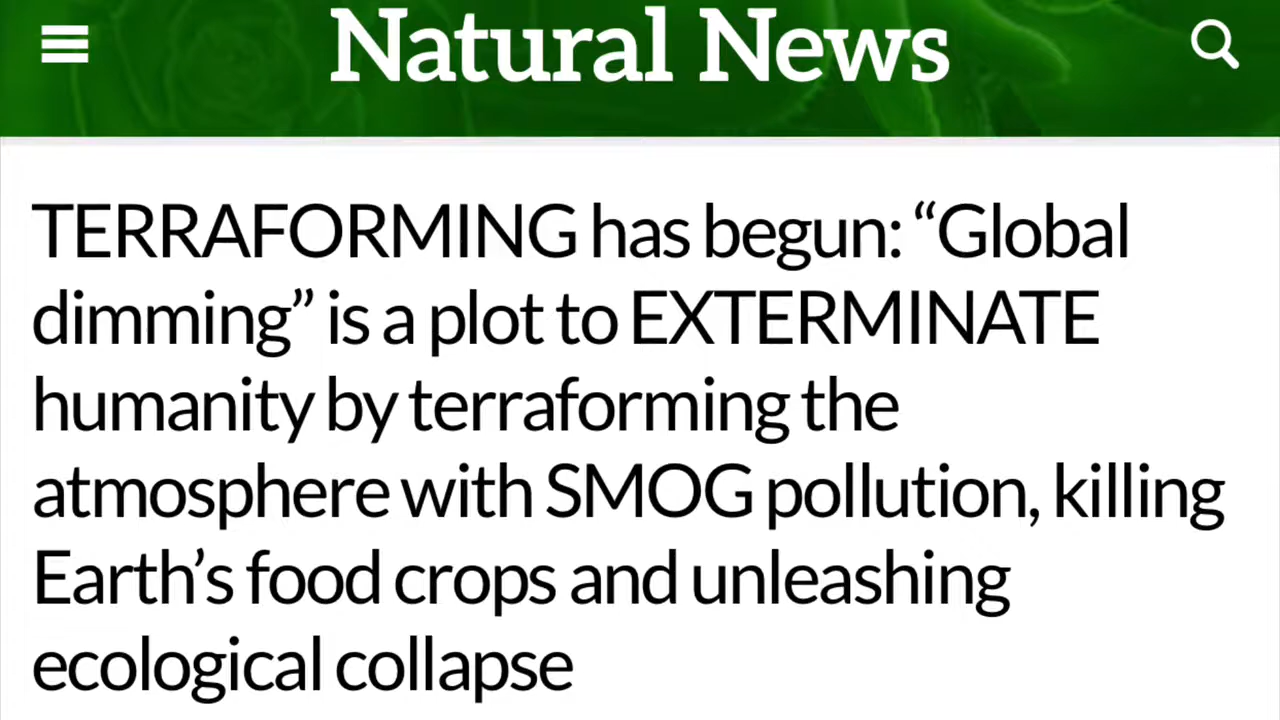 Natural News
TERRAFORMING has begun: “Global
dimming” is a plot to EXTERMINATE
humanity by terraforming the
atmosphere with SMOG pollution, killing
Earth’s food crops and unleashing
ecological collapse